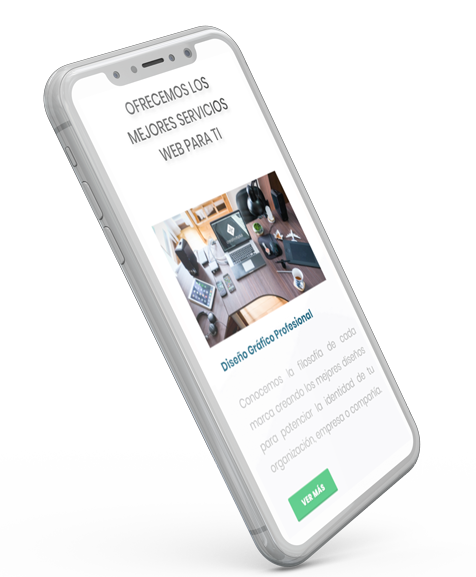 OFRECEMOS LOS
MEJORES SERVICIOS
WEB PARA TI
Diseño Gráfico Profesional
Conocemos la filosofía de cada
marca creando los mejores diseños
para potenciar la identidad de tu
organización, empresa o compañía.
VER MÁS